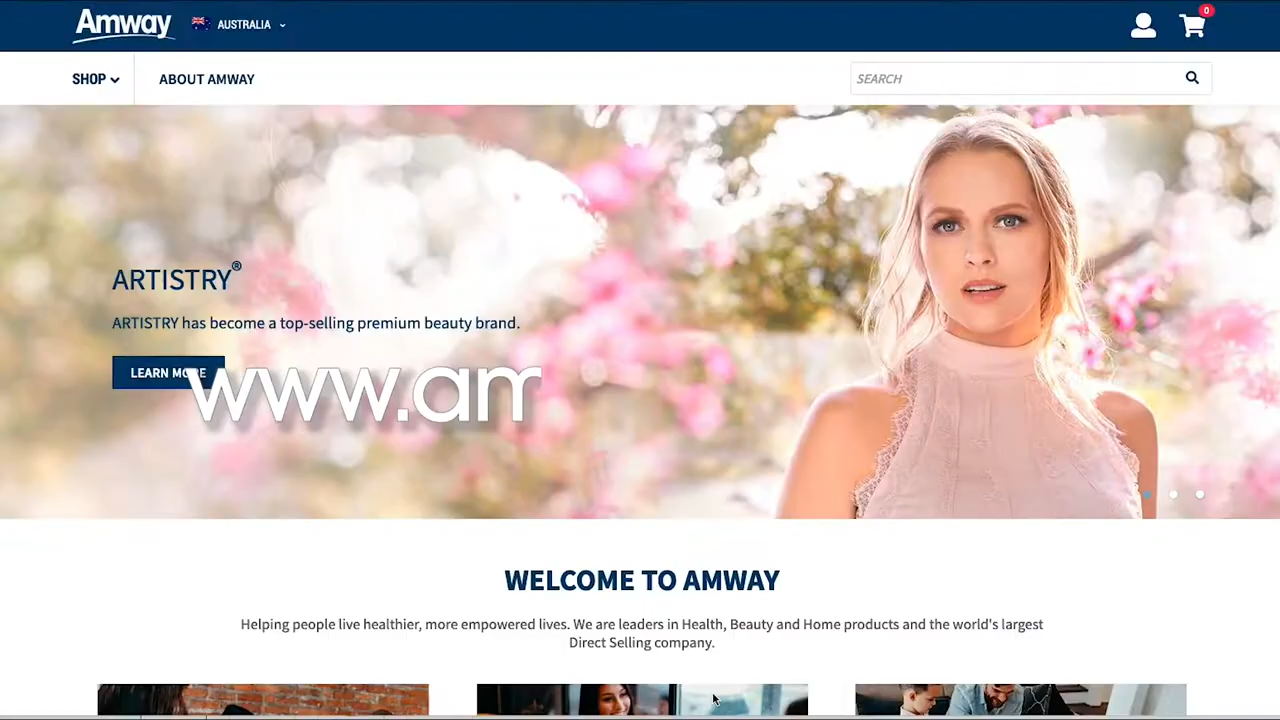 Amway
AUSTRALIA
0
SHOP
ABOUT AMWAY
SEARCH
ARTISTRY®
ARTISTRY has become a top-selling premium beauty brand.
LEARN MORE
www.am
WELCOME TO AMWAY
Helping people live healthier, more empowered lives. We are leaders in Health, Beauty and Home products and the world's largest
Direct Selling company.